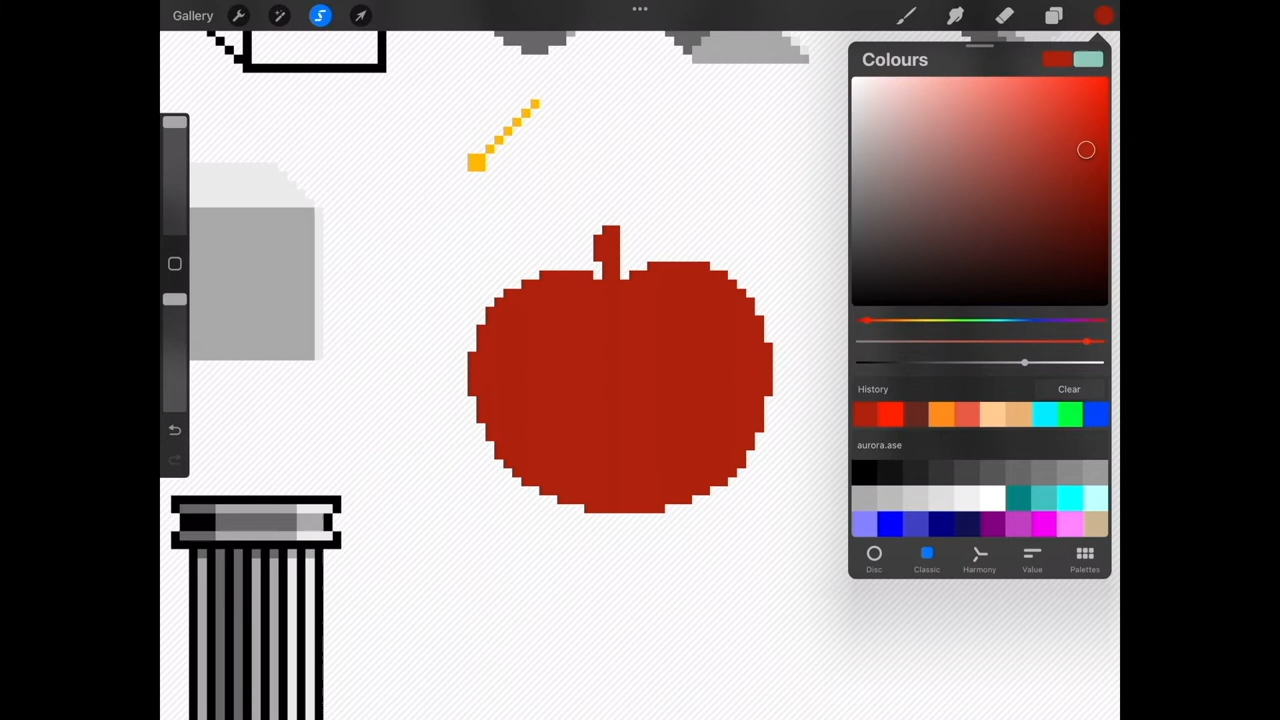 Gallery
Colours
History
Clear
aurora.ase
Disc
Classic
Harmony
Value
Palettes